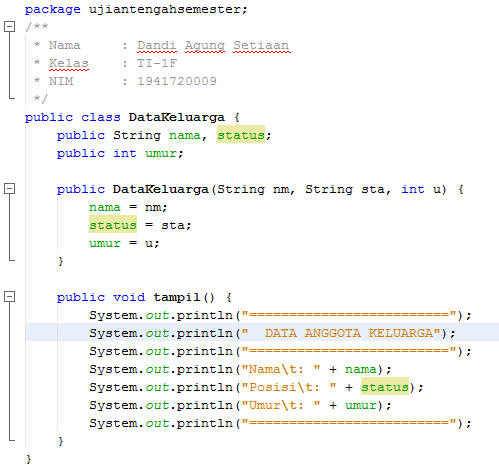 package ujiantengahsemester;
/**
 * Nama     : Dandi Agung Setiaan
 * Kelas    : TI-1F
 * NIM      : 1941720009
 */
public class DataKeluarga {
    public String nama, status;
    public int umur;

    public DataKeluarga(String nm, String sta, int u) {
        nama = nm;
        status = sta;
        umur = u;
    }

    public void tampil() {
        System.out.println("=========================");
        System.out.println("  DATA ANGGOTA KELUARGA");
        System.out.println("=========================");
        System.out.println("Nama\t: " + nama);
        System.out.println("Posisi\t: " + status);
        System.out.println("Umur\t: " + umur);
        System.out.println("=========================");
    }
}